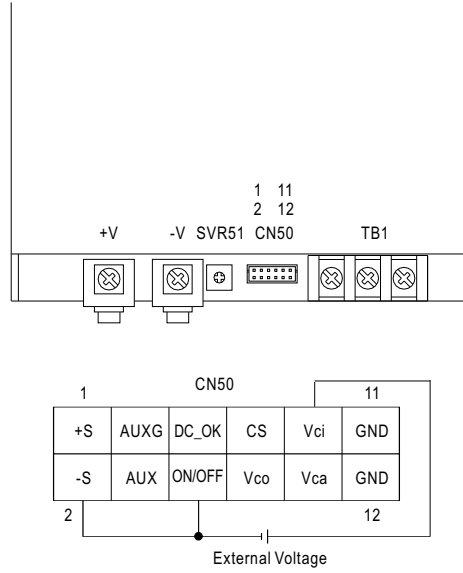 1 11
2 12
+V -V SVR51 CN50 TB1
CN50
1 11
+S AUXG DC_OK CS Vci GND
-S AUX ON/OFF Vco Vca GND
2 12
External Voltage